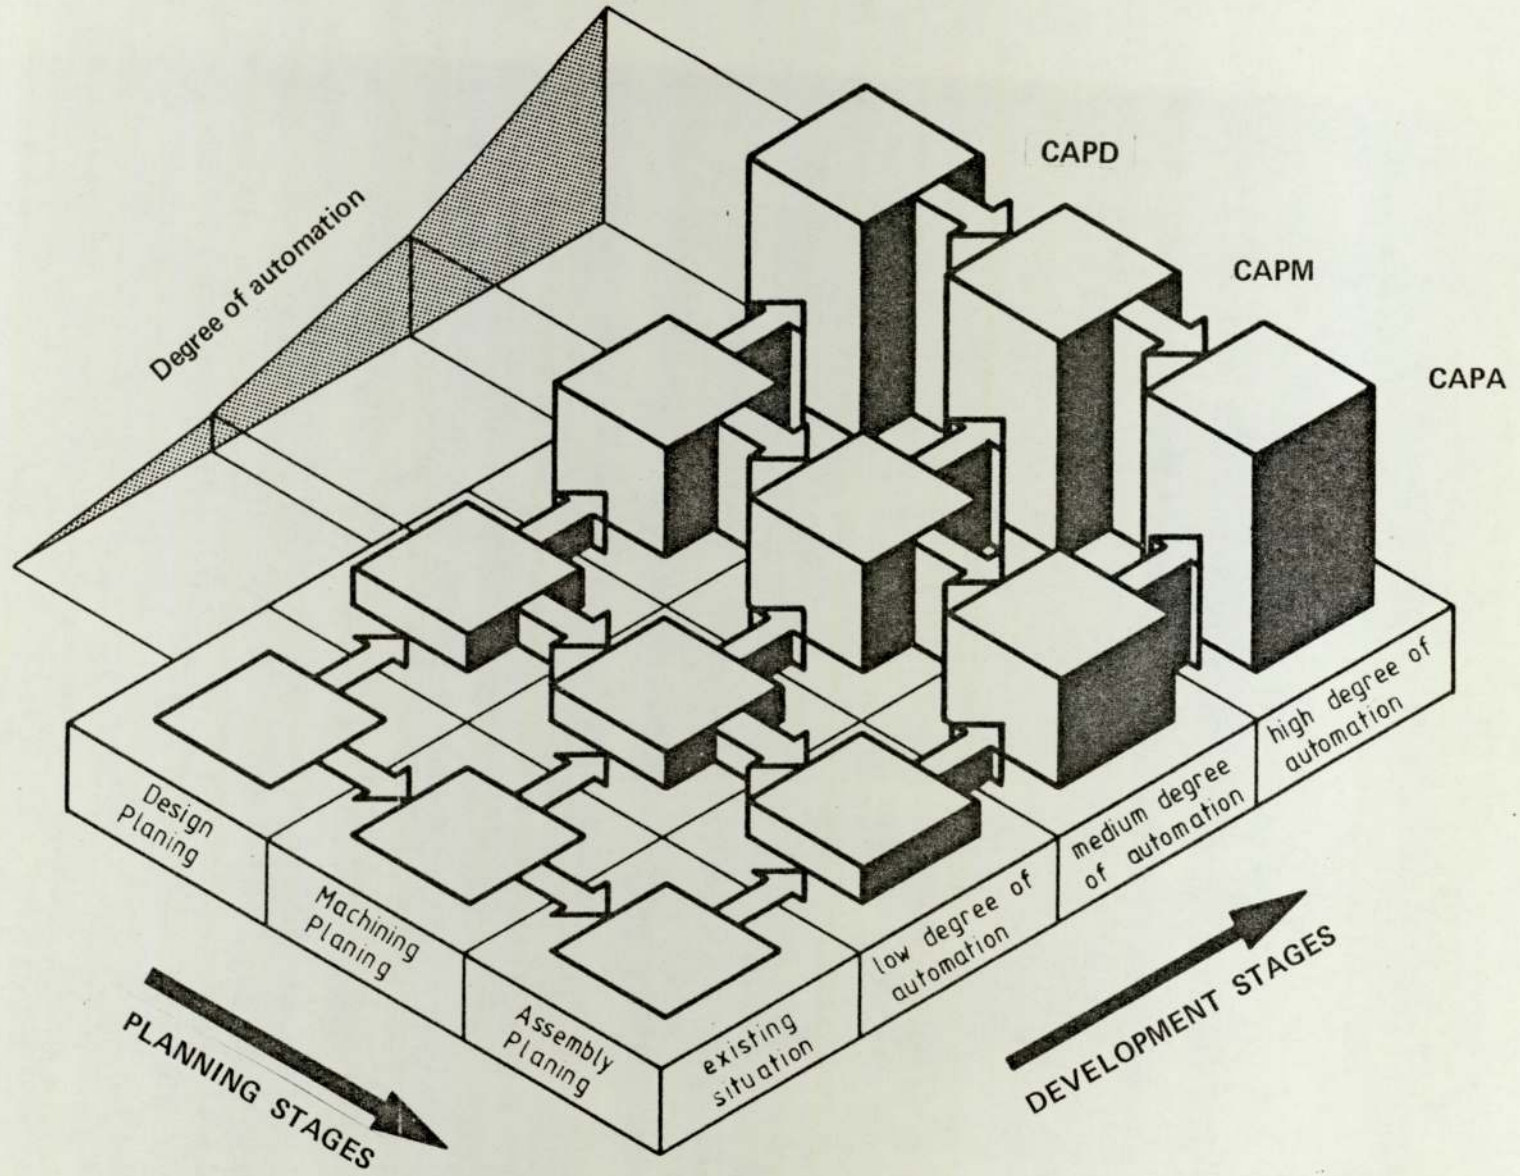 CAPD
CAPM
CAPA
Degree of automation
Design
Planing
Machining
Planing
Assembly
Planing
existing
situation
low degree of
automation
medium degree
of automation
high degree of
automation
PLANNING STAGES
DEVELOPMENT STAGES